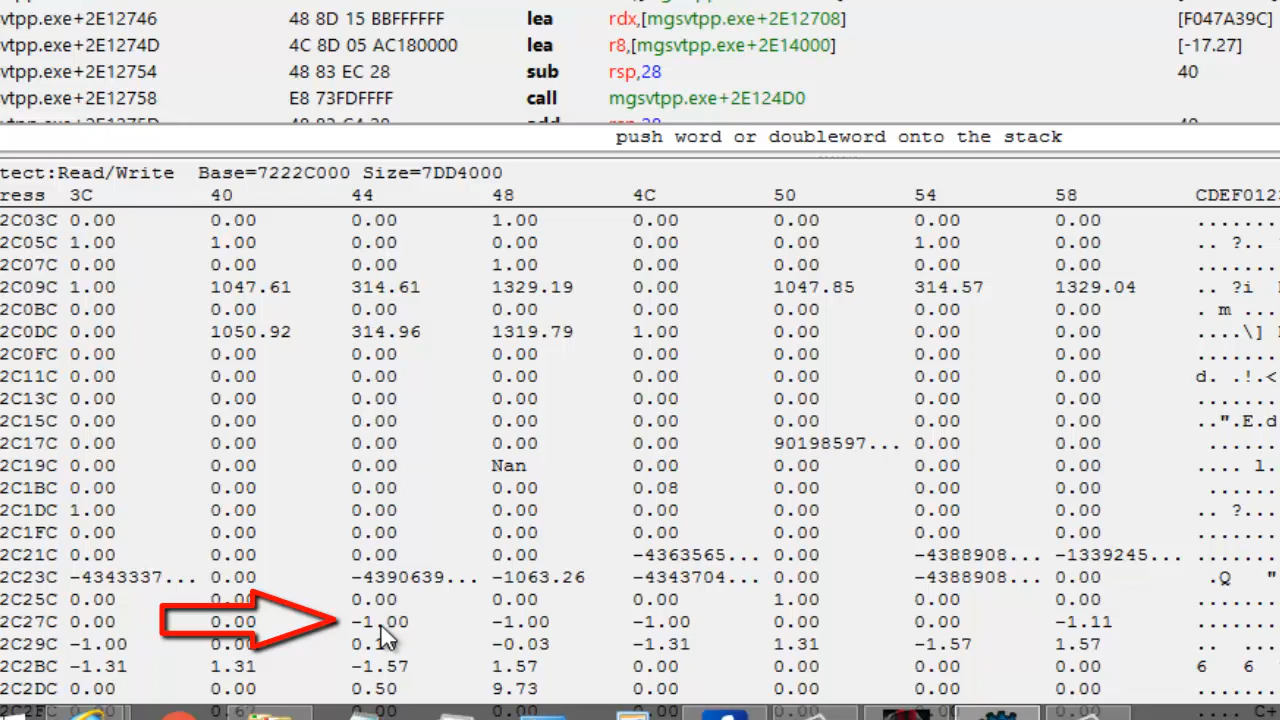 svtpp.exe+2E12746 48 8D 15 BBFFFFFF lea rdx,[mgsvtpp.exe+2E12708] [F047A39C]
svtpp.exe+2E1274D 4C 8D 05 AC180000 lea r8,[mgsvtpp.exe+2E14000] [-17.27]
svtpp.exe+2E12754 48 83 EC 28 sub rsp,28 40
svtpp.exe+2E12758 E8 73FDFFFF call mgsvtpp.exe+2E124D0
push word or doubleword onto the stack
tect:Read/Write Base=7222C000 Size=7DD4000
ress 3C 40 44 48 4C 50 54 58 CDEF012
2C03C 0.00 0.00 0.00 1.00 0.00 0.00 0.00 0.00 ........
2C05C 1.00 1.00 0.00 0.00 0.00 0.00 1.00 0.00 .. ?..
2C07C 0.00 0.00 0.00 1.00 0.00 0.00 0.00 0.00 ........
2C09C 1.00 1047.61 314.61 1329.19 0.00 1047.85 314.57 1329.04 .. ?i
2C0BC 0.00 0.00 0.00 0.00 0.00 0.00 0.00 0.00 . m ...
2C0DC 0.00 1050.92 314.96 1319.79 1.00 0.00 0.00 0.00 ....\]
2C0FC 0.00 0.00 0.00 0.00 0.00 0.00 0.00 0.00 ........
2C11C 0.00 0.00 0.00 0.00 0.00 0.00 0.00 0.00 d. .!.<
2C13C 0.00 0.00 0.00 0.00 0.00 0.00 0.00 0.00 ........
2C15C 0.00 0.00 0.00 0.00 0.00 0.00 0.00 0.00 ..".E.d
2C17C 0.00 0.00 0.00 0.00 0.00 90198597... 0.00 0.00 ......
2C19C 0.00 0.00 0.00 Nan 0.00 0.00 0.00 0.00 .... l.
2C1BC 0.00 0.00 0.00 0.00 0.08 0.00 0.00 0.00 ......
2C1DC 1.00 0.00 0.00 0.00 0.00 0.00 0.00 0.00 .. ?...
2C1FC 0.00 0.00 0.00 0.00 0.00 0.00 0.00 0.00 ........
2C21C 0.00 0.00 0.00 0.00 -4363565... 0.00 -4388908... -1339245... ........
2C23C -4343337... 0.00 -4390639... -1063.26 -4343704... 0.00 -4388908... 0.00 .Q "
2C25C 0.00 0.00 0.00 0.00 0.00 1.00 0.00 0.00 ........
2C27C 0.00 0.00 -1.00 -1.00 -1.00 0.00 0.00 -1.11 ........
2C29C -1.00 -0.03 -1.31 1.31 -1.57 1.57 .. ...
2C2BC -1.31 1.31 -1.57 1.57 0.00 0.00 0.00 0.00 6 6
2C2DC 0.00 0.00 0.50 9.73 0.00 0.00 0.00 0.00 ........